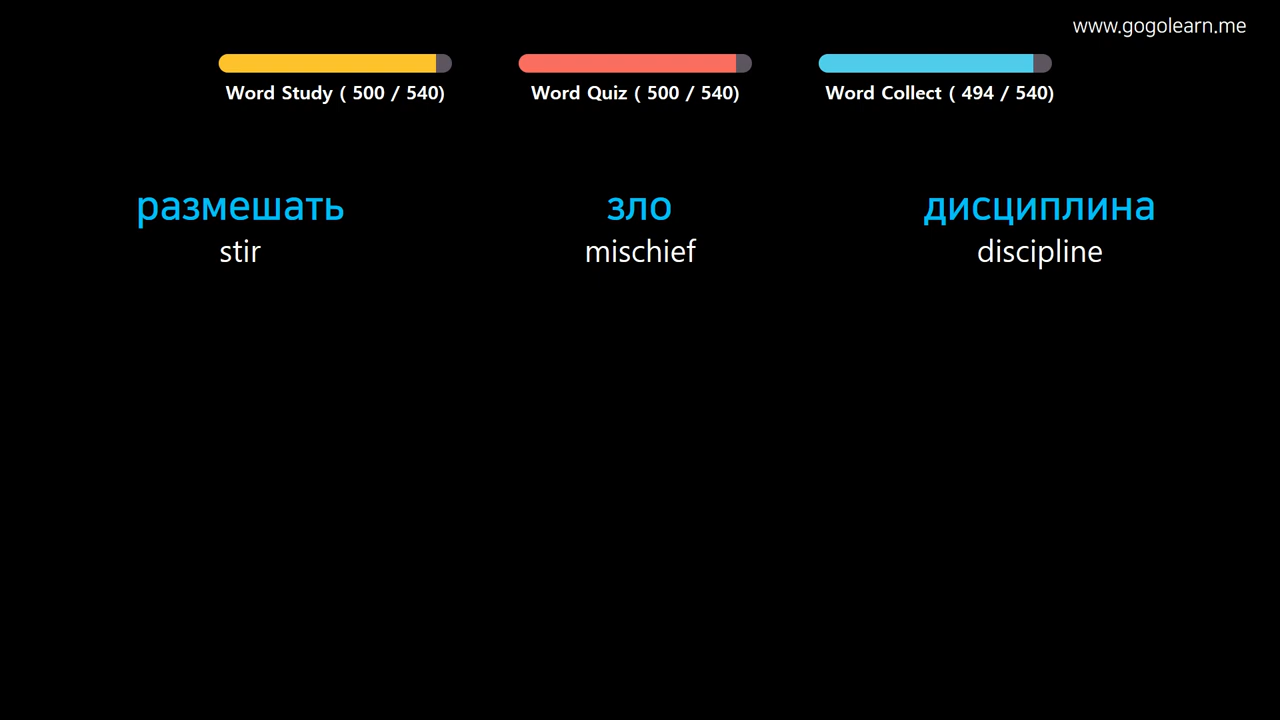 www.gogolearn.me
Word Study ( 500 / 540)
Word Quiz ( 500 / 540)
Word Collect ( 494 / 540)
размешать
зло
дисциплина
stir
mischief
discipline